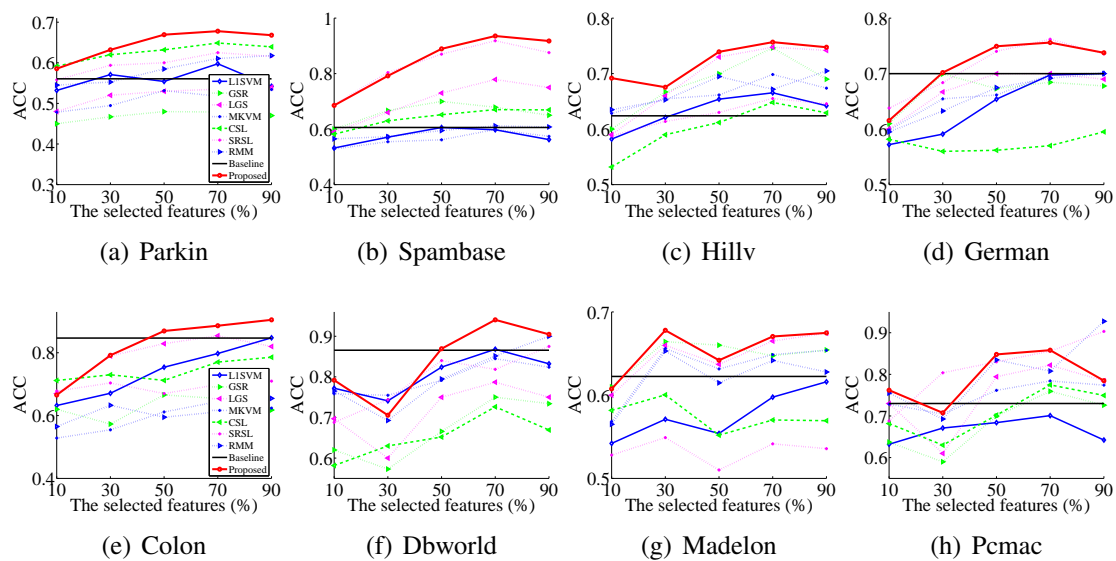 0.7
0.6
0.5
0.4
0.3
ACC
10 30 50 70 90
The selected features (%)
L1SVM
GSR
LGS
MKVM
CSL
SRSL
RMM
Baseline
Proposed
(a) Parkin
1
0.8
0.6
0.4
ACC
10 30 50 70 90
The selected features (%)
(b) Spambase
0.8
0.7
0.6
0.5
ACC
10 30 50 70 90
The selected features (%)
(c) Hillv
0.8
0.7
0.6
0.5
ACC
10 30 50 70 90
The selected features (%)
(d) German
0.8
0.6
0.4
ACC
10 30 50 70 90
The selected features (%)
L1SVM
GSR
LGS
MKVM
CSL
SRSL
RMM
Baseline
Proposed
(e) Colon
0.9
0.8
0.7
0.6
ACC
10 30 50 70 90
The selected features (%)
(f) Dbworld
0.7
0.6
0.5
ACC
10 30 50 70 90
The selected features (%)
(g) Madelon
0.9
0.8
0.7
0.6
ACC
10 30 50 70 90
The selected features (%)
(h) Pcmac